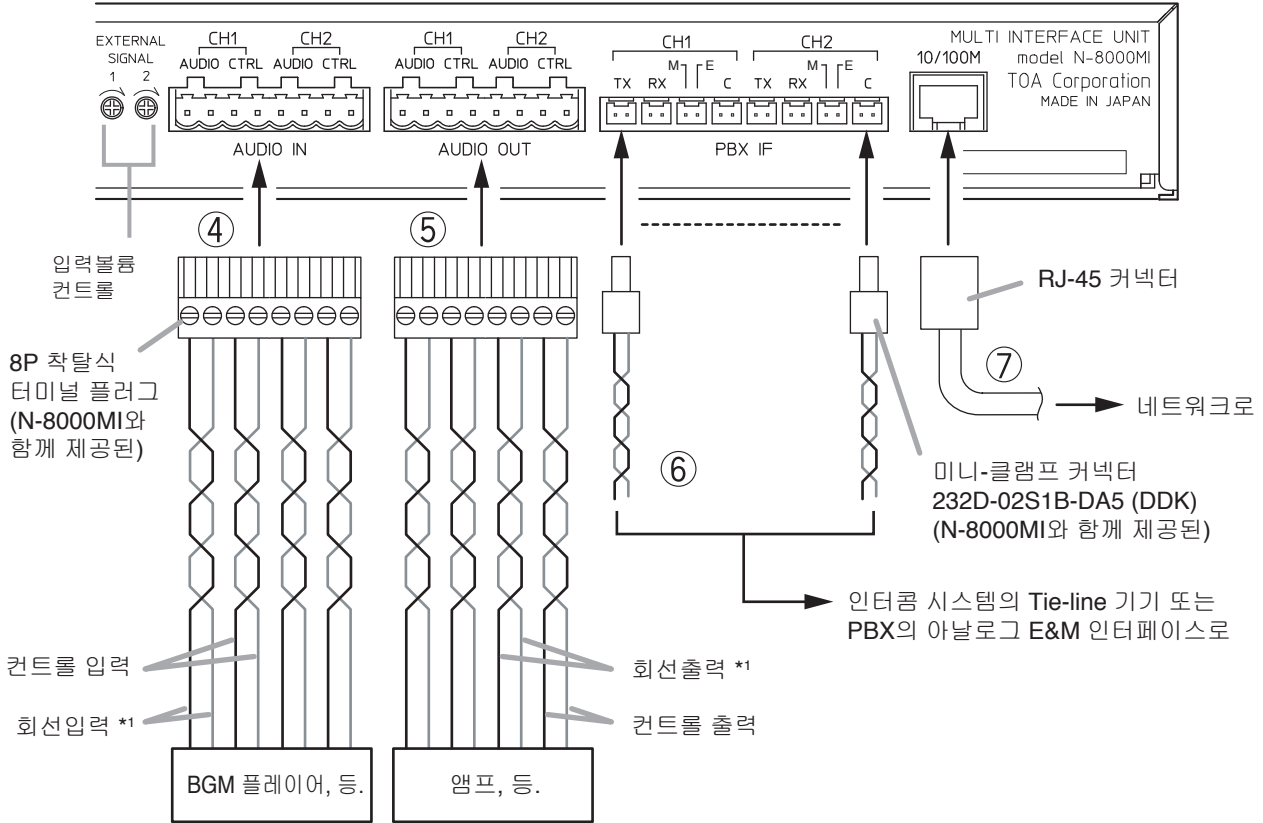 EXTERNAL
SIGNAL
1 2
CH1 CH2
AUDIO CTRL AUDIO CTRL
AUDIO IN
CH1 CH2
AUDIO CTRL AUDIO CTRL
AUDIO OUT
CH1 CH2
TX RX M E C TX RX M E C
PBX IF
10/100M
MULTI INTERFACE UNIT
model N-8000MI
TOA Corporation
MADE IN JAPAN
④
⑤
입력볼륨
컨트롤
RJ-45 커넥터
8P 착탈식
터미널 플러그
(N-8000MI와
함께 제공된)
⑦
네트워크로
⑥
미니-클램프 커넥터
232D-02S1B-DA5 (DDK)
(N-8000MI와 함께 제공된)
인터콤 시스템의 Tie-line 기기 또는
PBX의 아날로그 E&M 인터페이스로
컨트롤 입력
회선입력 *1
회선출력 *1
컨트롤 출력
BGM 플레이어, 등.
앰프, 등.